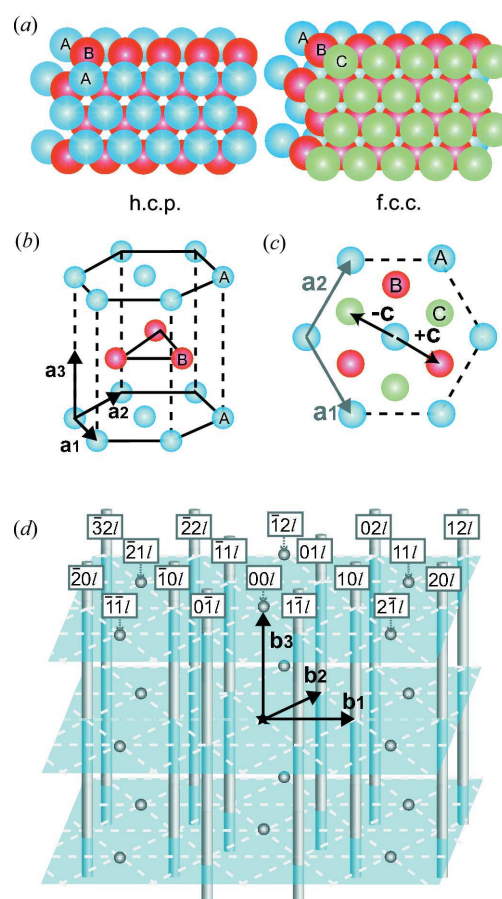 (a)
A
B
A
A
B
C
h.c.p.
f.c.c.
(b)
A
B
a3
a2
a1
A
(c)
A
a2
B
C
-c
+c
a1
(d)
3̄2l
2̄2l
1̄2l
02l
12l
2̄1l
1̄1l
01l
11l
2̄0l
1̄0l
00l
10l
20l
1̄1̄l
01̄l
11̄l
21̄l
b3
b2
b1